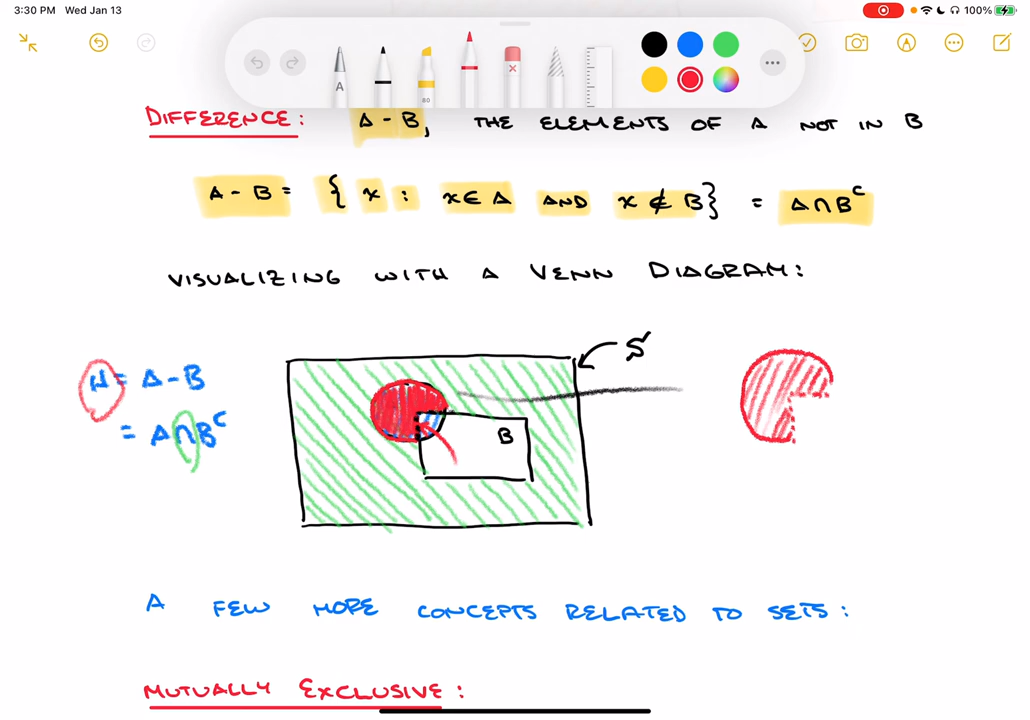 3:30 PM Wed Jan 13
100%
A
80
DIFFERENCE: A - B, THE ELEMENTS OF A NOT IN B
A - B = { x : x ∈ A AND x ∉ B } = A ∩ B^C
VISUALIZING WITH A VENN DIAGRAM:
S
H = A - B
= A ∩ B^C
B
A FEW MORE CONCEPTS RELATED TO SETS:
MUTUALLY EXCLUSIVE: